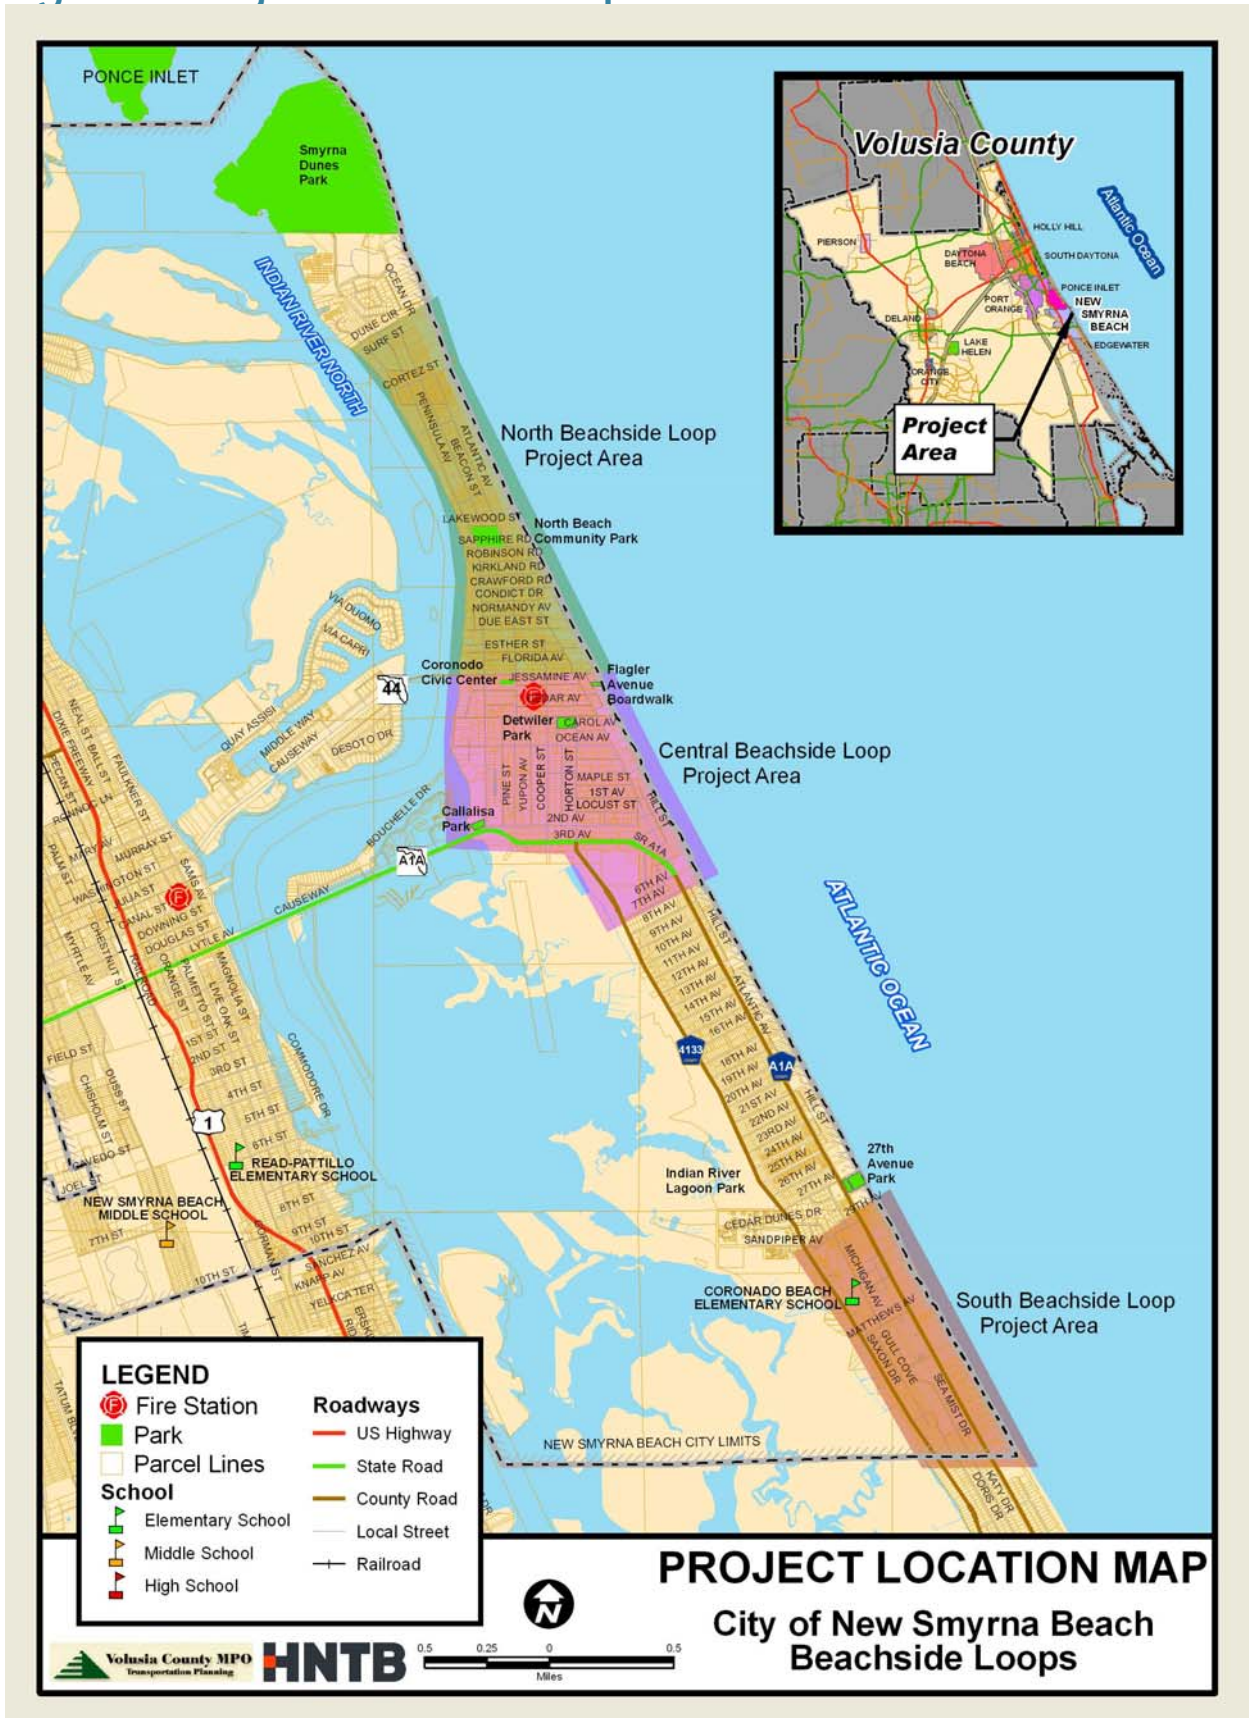 PONCE INLET
Smyrna
Dunes
Park
INDIAN RIVER NORTH
OCEAN DR
DUNE CIR
SURF ST
CORTEZ ST
PENINSULA AV
ATLANTIC AV
BEACON ST
North Beachside Loop
Project Area
LAKEWOOD ST
North Beach
Community Park
SAPPHIRE RD
ROBINSON RD
KIRKLAND RD
CRAWFORD RD
CONDICT DR
NORMANDY AV
DUE EAST ST
ESTHER ST
FLORIDA AV
VIA DUOMO
VIA CAPRI
44
QUAY ASSISI
MIDDLE WAY
CAUSEWAY
DESOTO DR
Coronodo
Civic Center
JESSAMINE AV
Flagler
Avenue
Boardwalk
F
CEDAR AV
Detwiler
Park
CAROL AV
OCEAN AV
Central Beachside Loop
Project Area
PINE ST
YUPON AV
COOPER ST
HORTON ST
MAPLE ST
1ST AV
LOCUST ST
2ND AV
3RD AV
HILL ST
SR A1A
Callalisa
Park
BOUCHELLE DR
A1A
CAUSEWAY
6TH AV
7TH AV
8TH AV
9TH AV
10TH AV
11TH AV
12TH AV
13TH AV
14TH AV
15TH AV
16TH AV
HILL ST
ATLANTIC AV
ATLANTIC OCEAN
4133
A1A
18TH AV
19TH AV
20TH AV
21ST AV
22ND AV
23RD AV
24TH AV
25TH AV
26TH AV
27TH AV
HILL ST
27th
Avenue
Park
29TH AV
Indian River
Lagoon Park
CEDAR DUNES DR
SANDPIPER AV
CORONADO BEACH
ELEMENTARY SCHOOL
MICHIGAN AV
MATTHEWS AV
GULL COVE
SAXON DR
SEA MIST DR
South Beachside Loop
Project Area
KATY DR
DORIS DR
NEW SMYRNA BEACH CITY LIMITS
NEAL ST
BALL ST
DIXIE FREEWAY
FAULKNER ST
PECAN ST
RONNOC LN
MARY AV
MURRAY ST
PALM ST
WASHINGTON ST
JULIA ST
SAMS AV
F
CANAL ST
DOWNING ST
DOUGLAS ST
LYTLE AV
MYRTLE AV
CHESTNUT ST
RAILROAD
ORANGE ST
PALMETTO ST
LIVE OAK ST
MAGNOLIA ST
1ST ST
2ND ST
3RD ST
4TH ST
5TH ST
6TH ST
COMMODORE DR
FIELD ST
DUSS ST
CHISHOLM ST
CAVEDO ST
JOEL ST
1
READ-PATTILLO
ELEMENTARY SCHOOL
NEW SMYRNA BEACH
MIDDLE SCHOOL
7TH ST
8TH ST
9TH ST
10TH ST
10TH ST
SANCHEZ AV
KNAPP AV
YELKCA TER
Volusia County
Atlantic Ocean
PIERSON
HOLLY HILL
DAYTONA
BEACH
SOUTH DAYTONA
PORT
ORANGE
PONCE INLET
NEW
SMYRNA
BEACH
DELAND
LAKE
HELEN
EDGEWATER
ORANGE
CITY
Project
Area
LEGEND
F Fire Station
Park
Parcel Lines
School
Elementary School
Middle School
High School
Roadways
US Highway
State Road
County Road
Local Street
Railroad
N
0.5 0.25 0 0.5
Miles
Volusia County MPO
Transportation Planning
HNTB
PROJECT LOCATION MAP
City of New Smyrna Beach
Beachside Loops